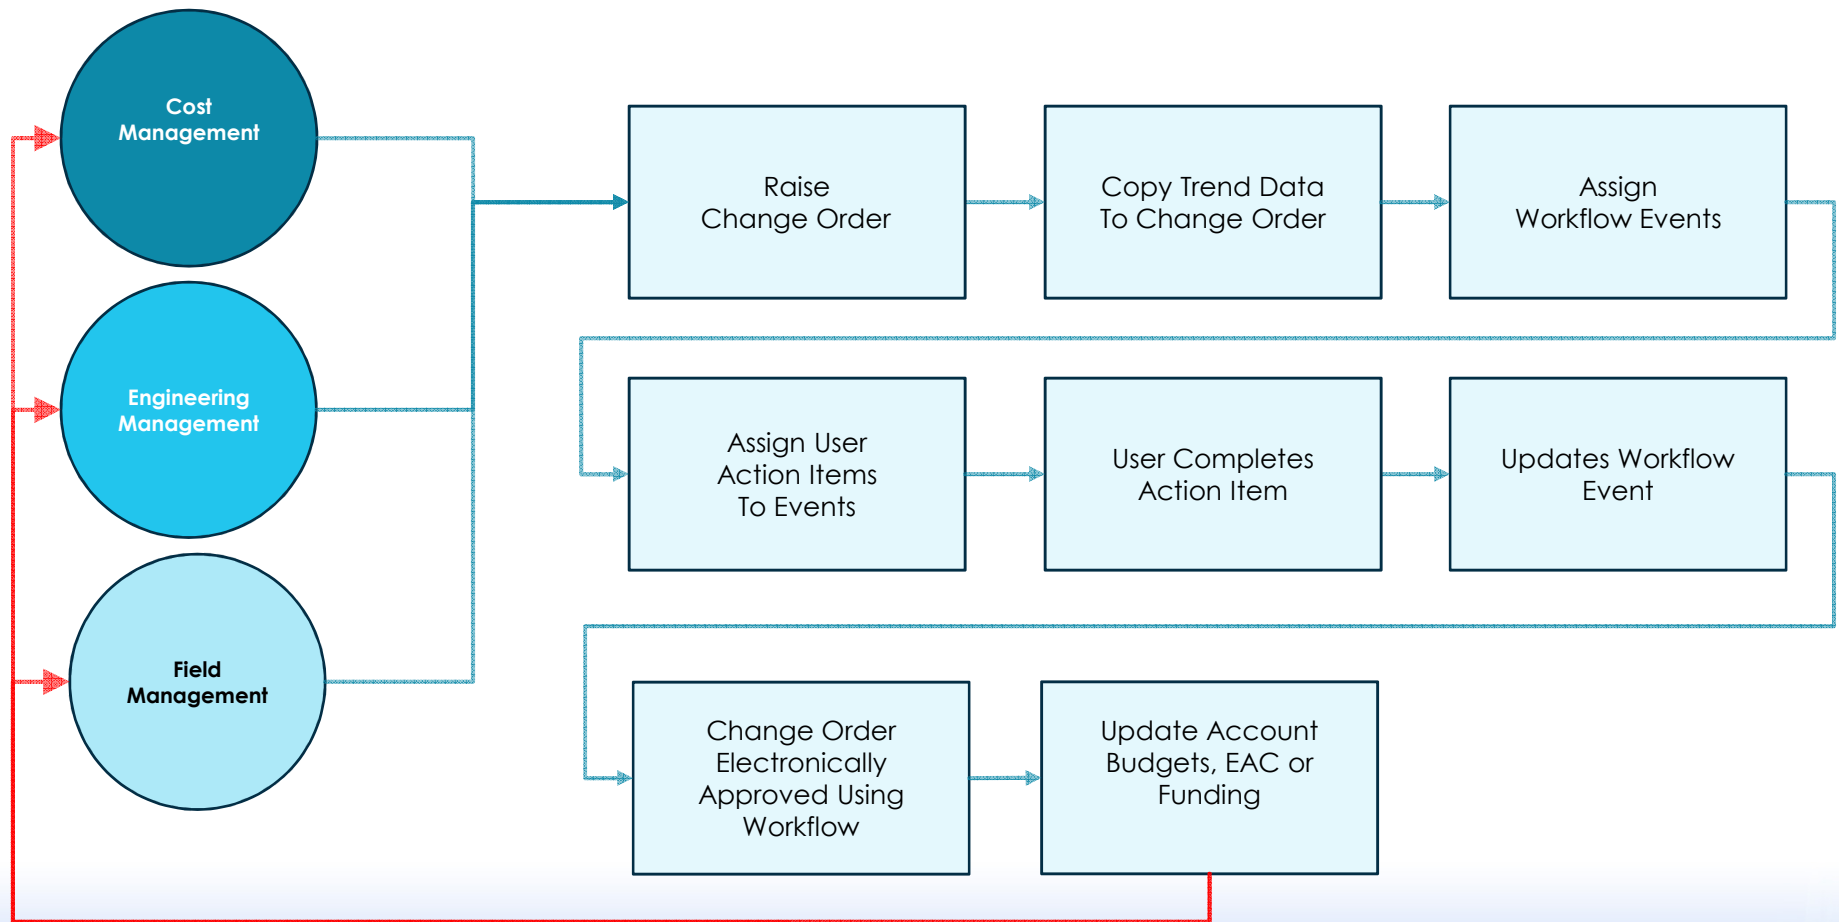 Cost
Management
Engineering
Management
Field
Management
Raise
Change Order
Copy Trend Data
To Change Order
Assign
Workflow Events
Assign User
Action Items
To Events
User Completes
Action Item
Updates Workflow
Event
Change Order
Electronically
Approved Using
Workflow
Update Account
Budgets, EAC or
Funding